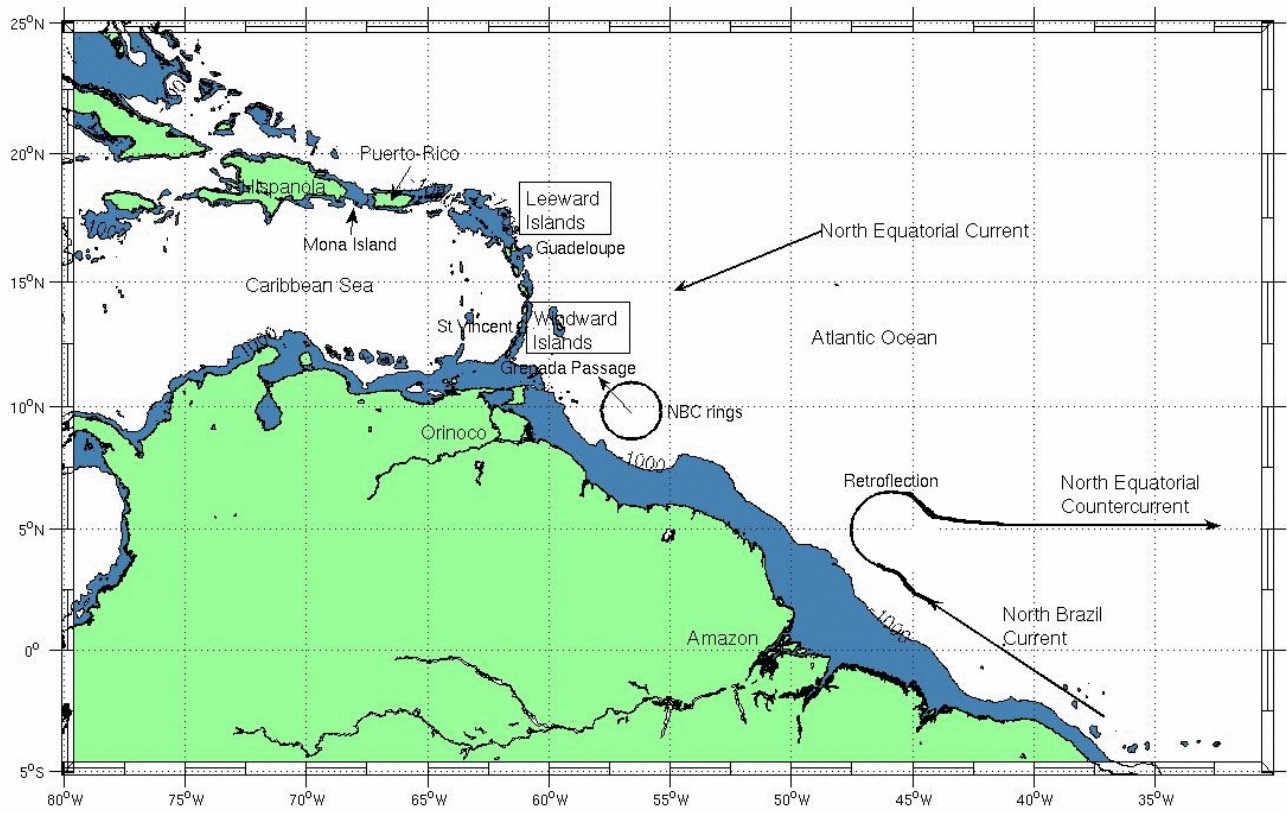 25°N
20°N
15°N
10°N
5°N
0°
5°S
80°W
75°W
70°W
65°W
60°W
55°W
50°W
45°W
40°W
35°W
Puerto-Rico
Hispanola
Leeward
Islands
Mona Island
Guadeloupe
North Equatorial Current
Caribbean Sea
St Vincent
Windward
Islands
Atlantic Ocean
Grenada Passage
1000
NBC rings
Orinoco
1000
Retroflection
North Equatorial
Countercurrent
1000
North Brazil
Current
Amazon